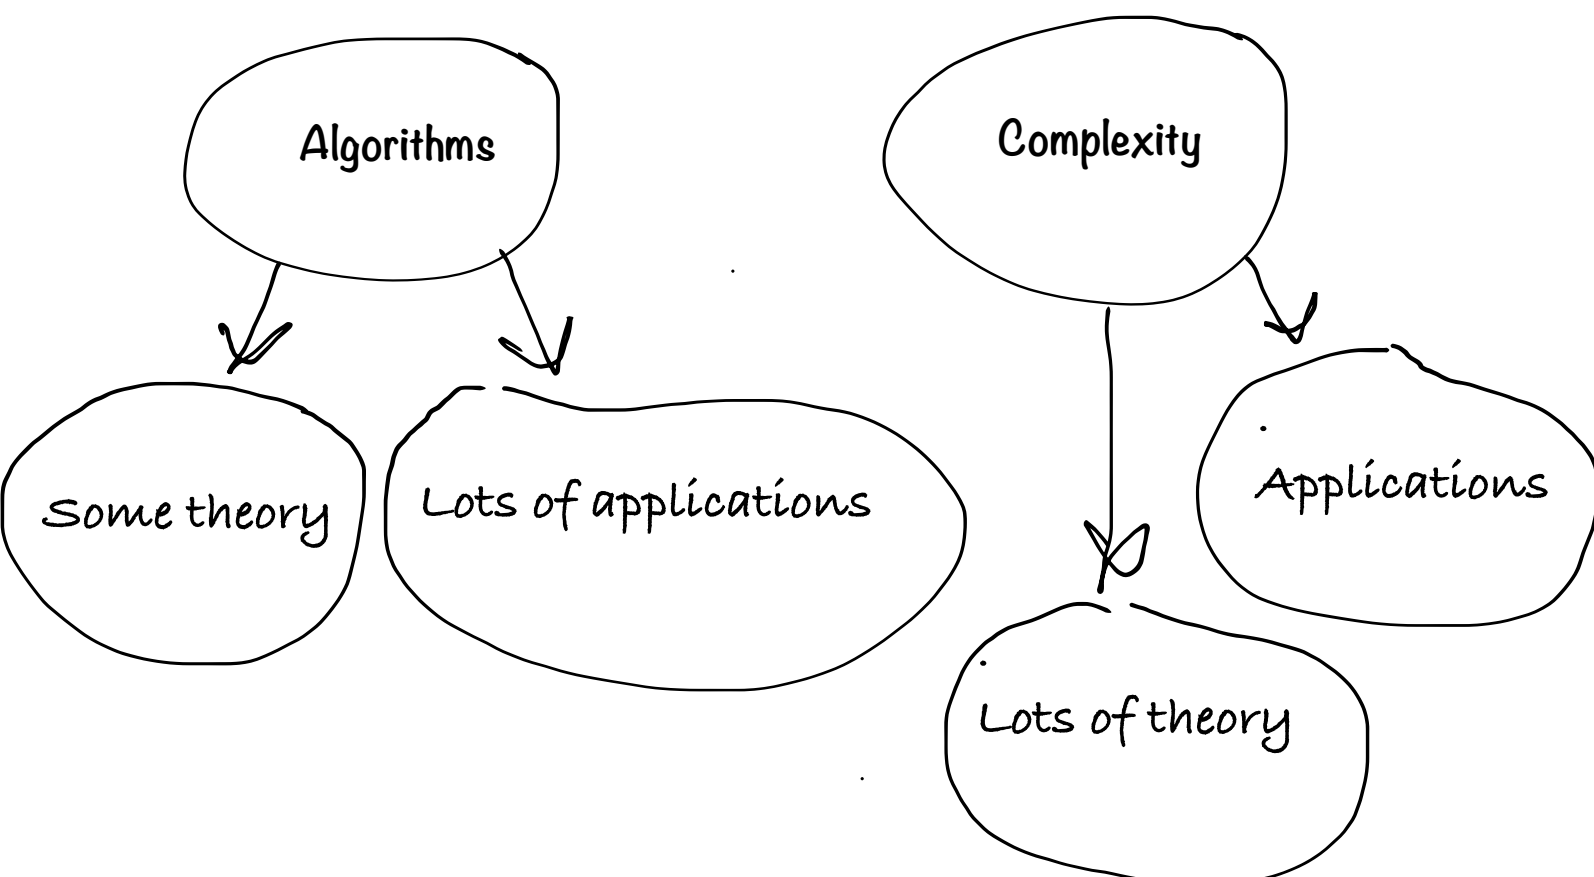 Algorithms
Complexity
Some theory
Lots of applications
Applications
Lots of theory